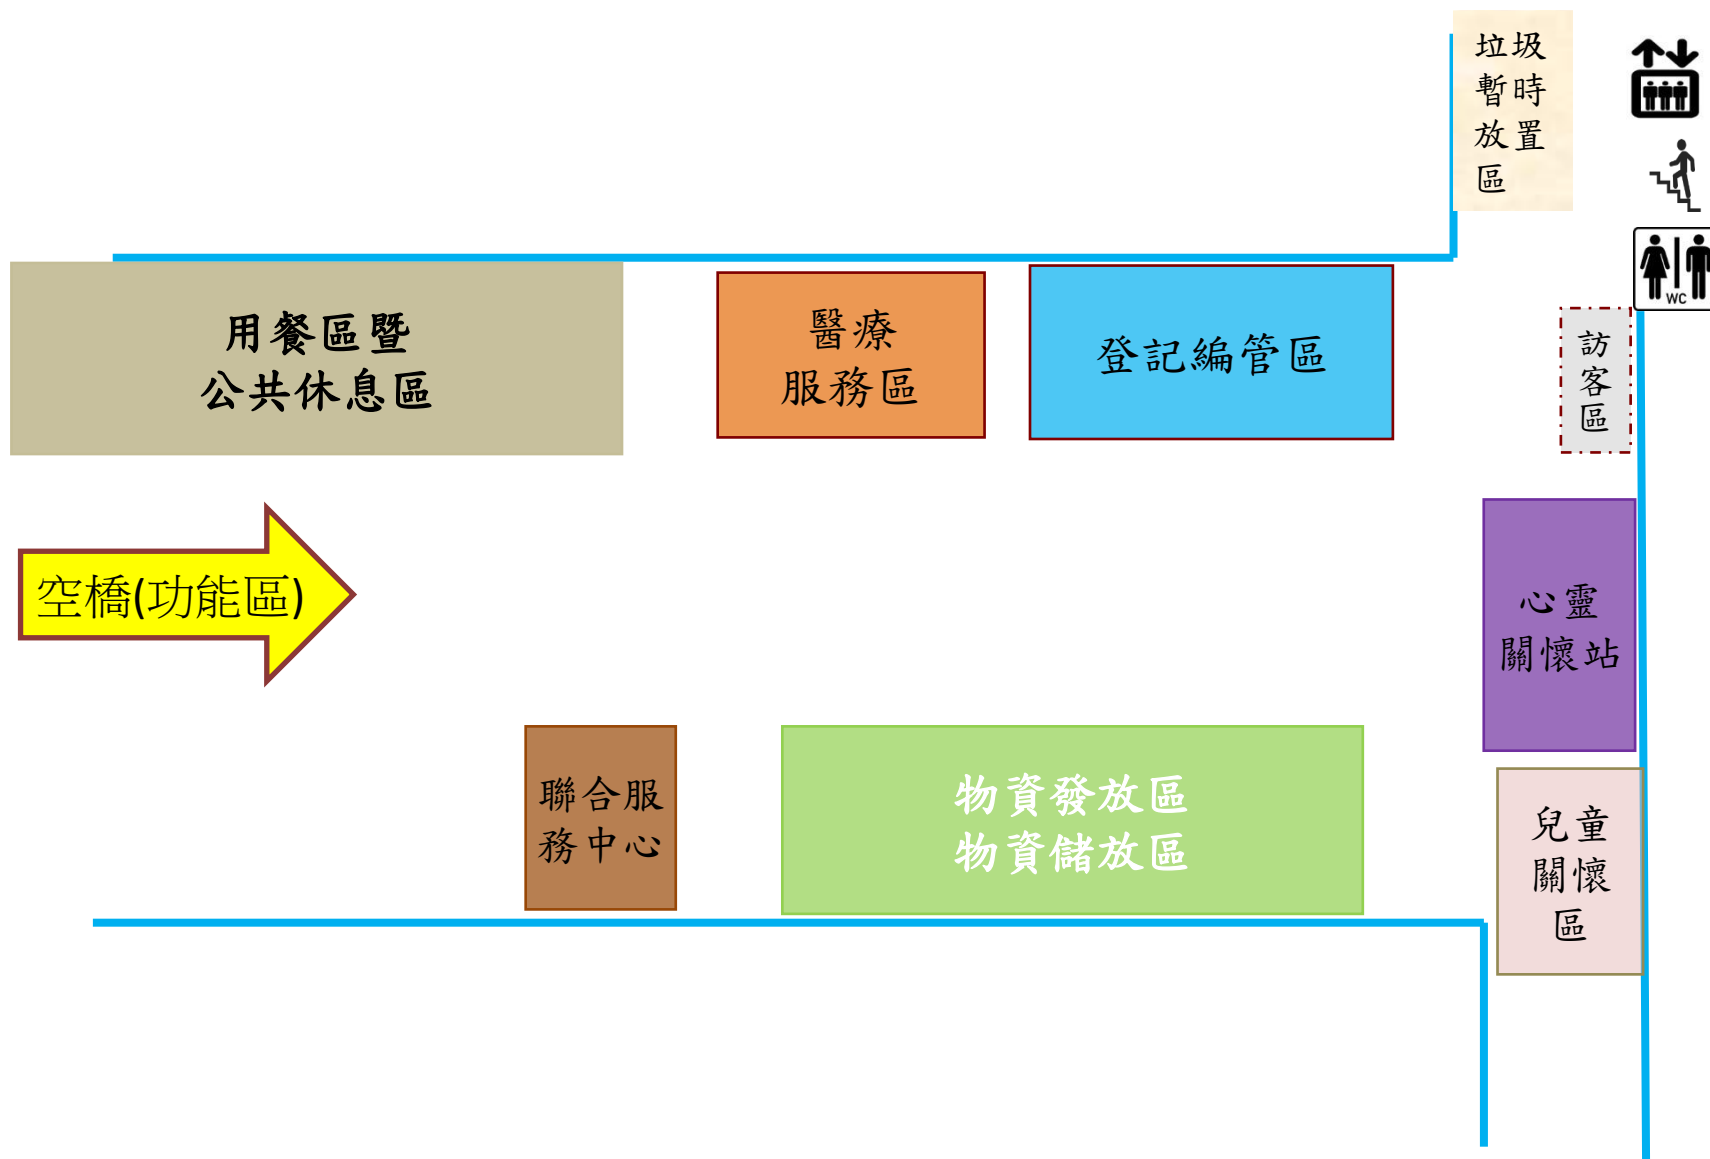 垃圾
暫時
放置
區
WC
用餐區暨
公共休息區
醫療
服務區
登記編管區
訪
客
區
空橋(功能區)
心靈
關懷站
聯合服
務中心
物資發放區
物資儲放區
兒童
關懷
區